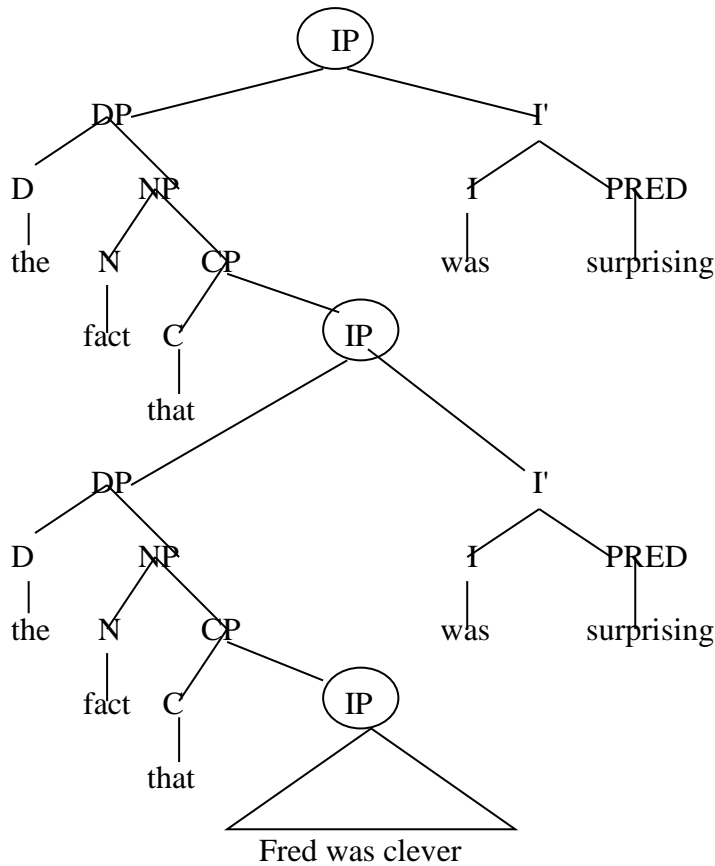 IP
DP I'
D NP I PRED
the N CP was surprising
fact C IP
that
DP I'
D NP I PRED
the N CP was surprising
fact C IP
that
Fred was clever